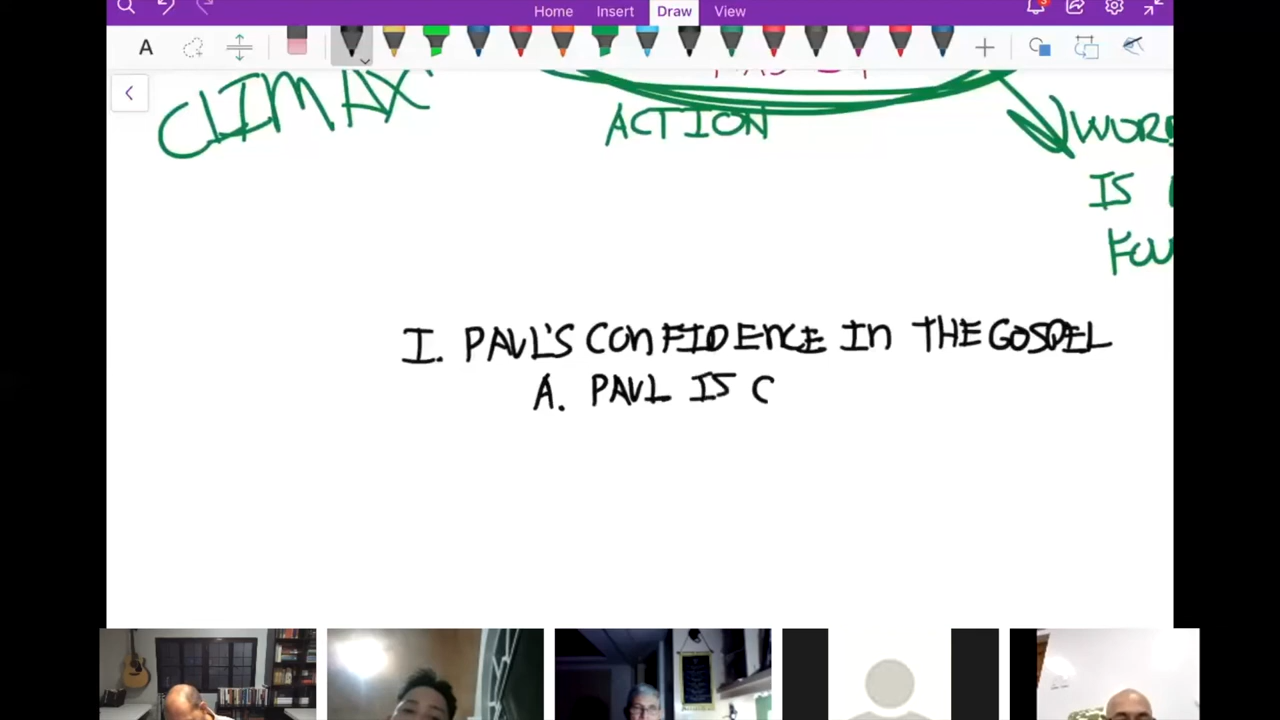 Home Insert Draw View
A
CLIMAX
ACTION
IS
I. PAUL'S CONFIDENCE IN THE GOSPEL
A. PAUL IS C